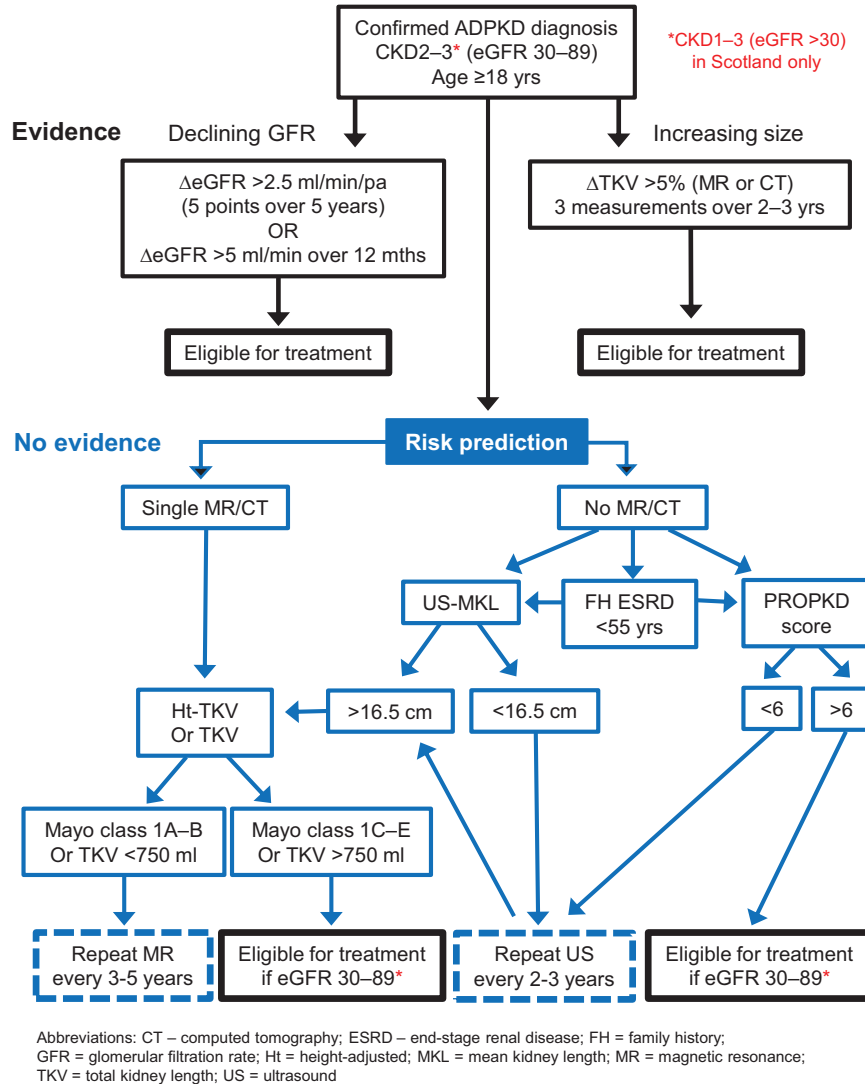 Confirmed ADPKD diagnosis
CKD2–3* (eGFR 30–89)
Age ≥18 yrs
*CKD1–3 (eGFR >30)
in Scotland only
Evidence
Declining GFR
Increasing size
∆eGFR >2.5 ml/min/pa
(5 points over 5 years)
OR
∆eGFR >5 ml/min over 12 mths
∆TKV >5% (MR or CT)
3 measurements over 2–3 yrs
Eligible for treatment
Eligible for treatment
No evidence
Risk prediction
Single MR/CT
No MR/CT
US-MKL
FH ESRD
<55 yrs
PROPKD
score
Ht-TKV
Or TKV
>16.5 cm
<16.5 cm
<6
>6
Mayo class 1A–B
Or TKV <750 ml
Mayo class 1C–E
Or TKV >750 ml
Repeat MR
every 3-5 years
Eligible for treatment
if eGFR 30–89*
Repeat US
every 2-3 years
Eligible for treatment
if eGFR 30–89*
Abbreviations: CT – computed tomography; ESRD – end-stage renal disease; FH = family history;
GFR = glomerular filtration rate; Ht = height-adjusted; MKL = mean kidney length; MR = magnetic resonance;
TKV = total kidney length; US = ultrasound